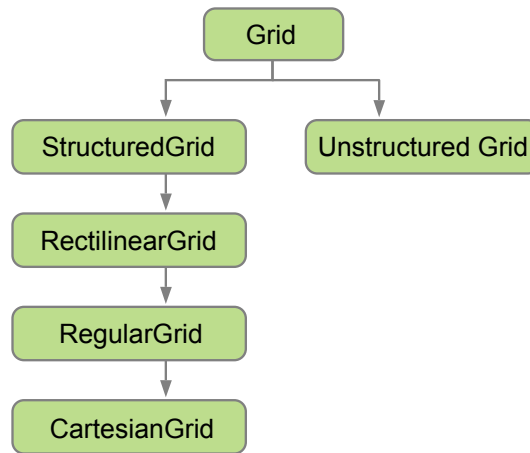 Grid
StructuredGrid
Unstructured Grid
RectilinearGrid
RegularGrid
CartesianGrid